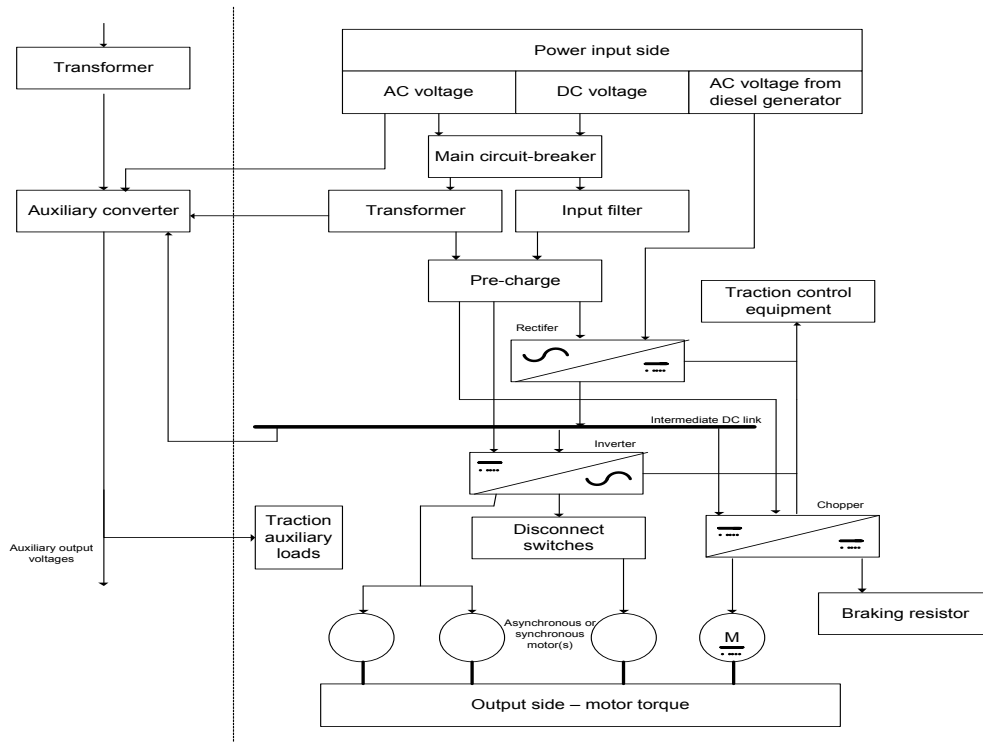 Transformer
Power input side
AC voltage
DC voltage
AC voltage from
diesel generator
Main circuit-breaker
Auxiliary converter
Transformer
Input filter
Pre-charge
Traction control
equipment
Rectifer
Intermediate DC link
Inverter
Chopper
Traction
auxiliary
loads
Disconnect
switches
Auxiliary output
voltages
Braking resistor
Asynchronous or
synchronous
motor(s)
M
Output side – motor torque